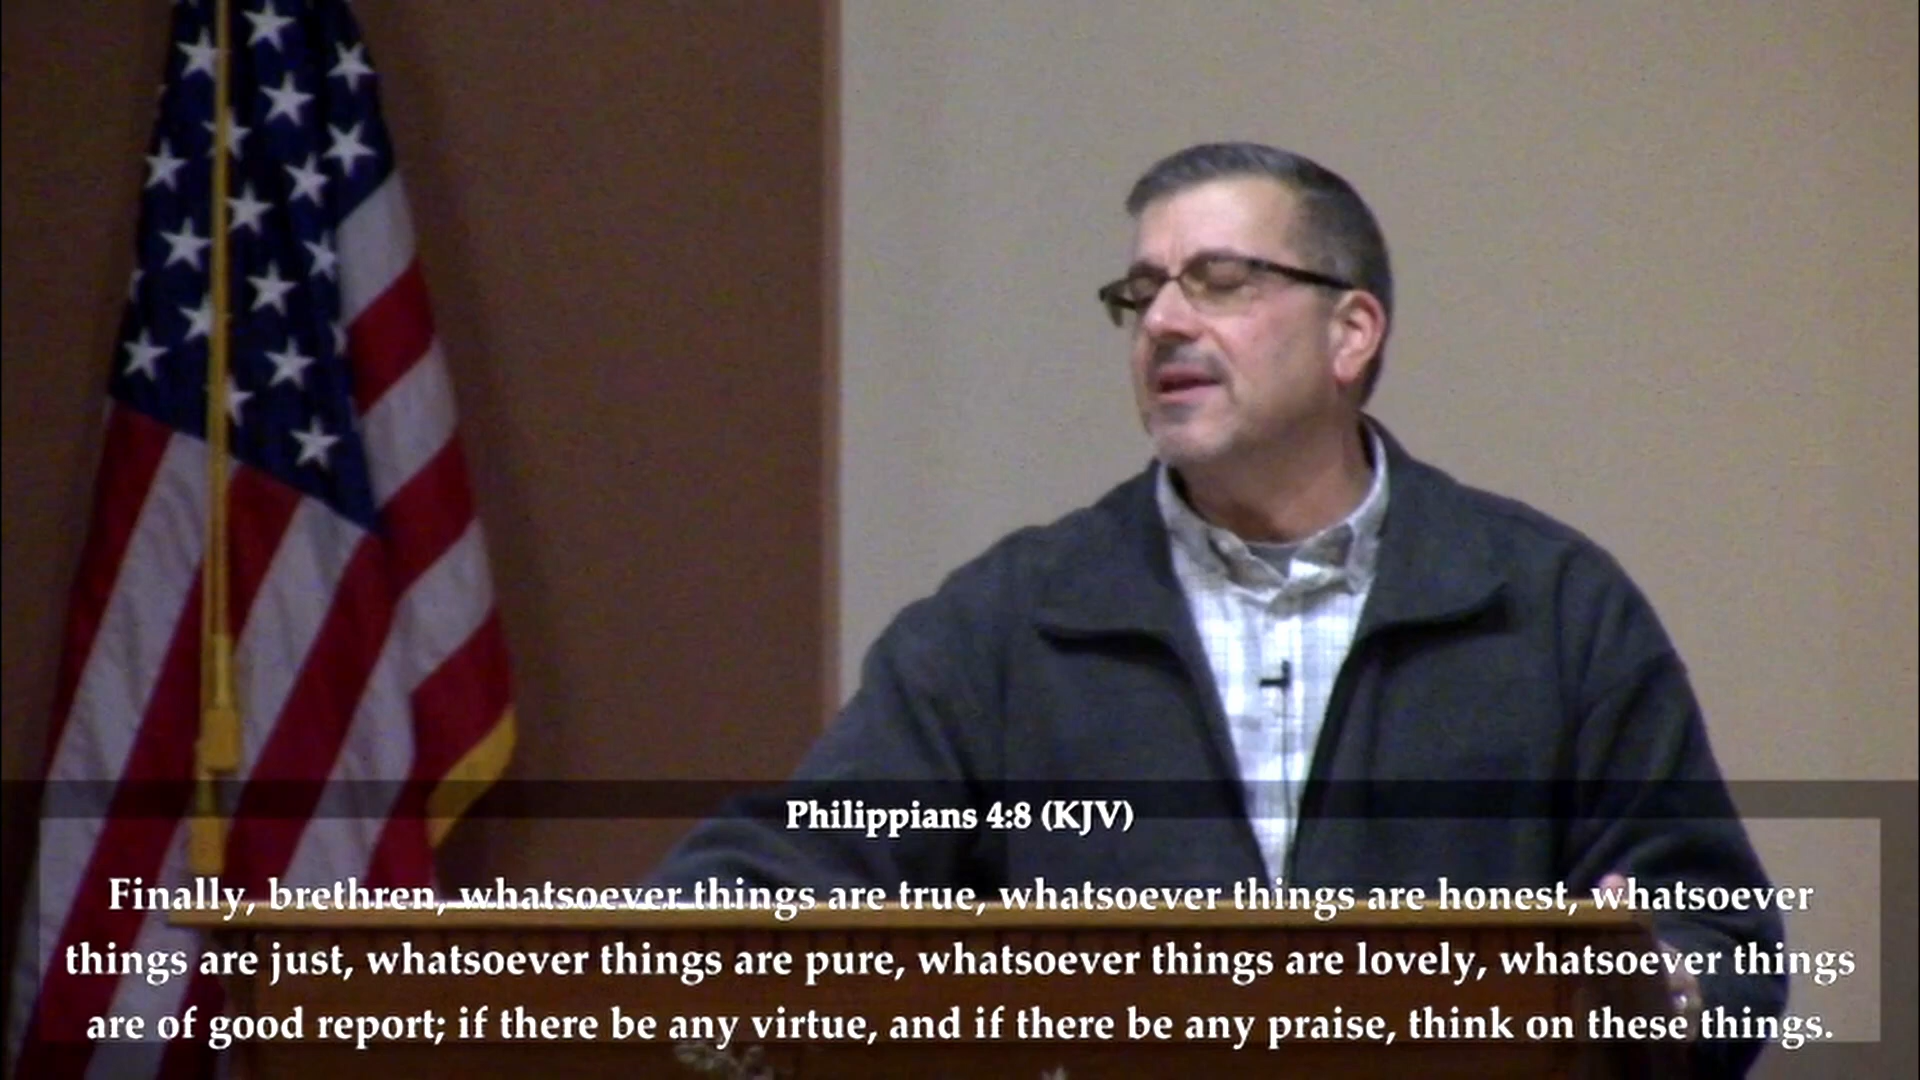 Philippians 4:8 (KJV)
Finally, brethren, whatsoever things are true, whatsoever things are honest, whatsoever
things are just, whatsoever things are pure, whatsoever things are lovely, whatsoever things
are of good report; if there be any virtue, and if there be any praise, think on these things.